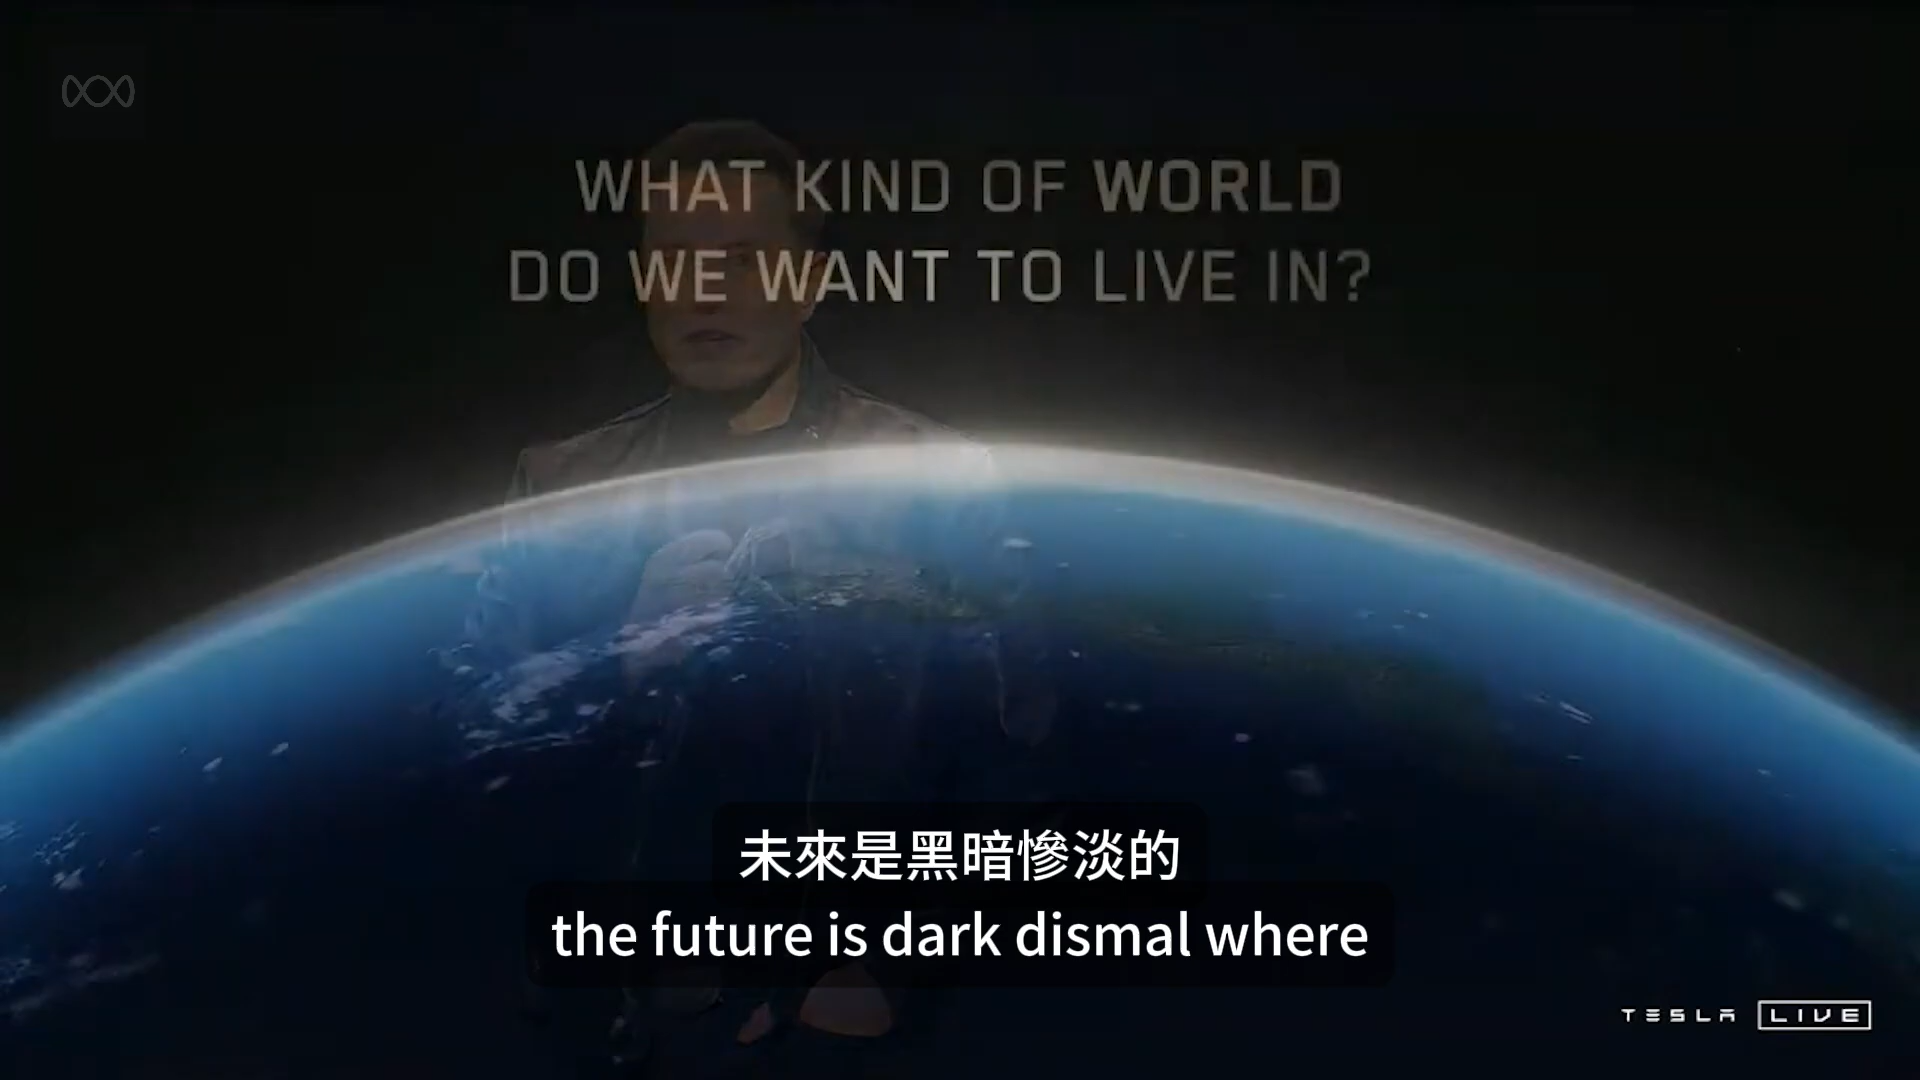 WHAT KIND OF WORLD
DO WE WANT TO LIVE IN?
未來是黑暗慘淡的
the future is dark dismal where
TESLA LIVE